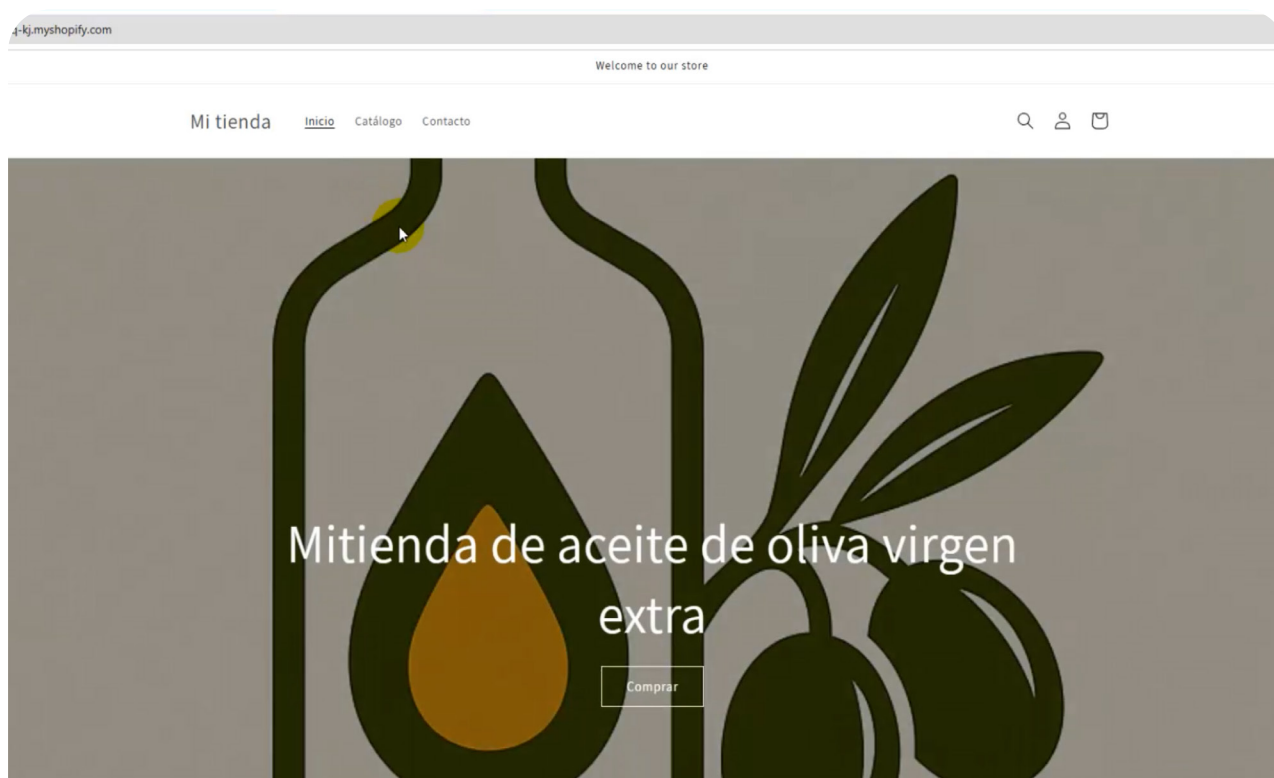 -kj.myshopify.com
Welcome to our store
Mi tienda Inicio Catálogo Contacto
Mitienda de aceite de oliva virgen
extra
Comprar